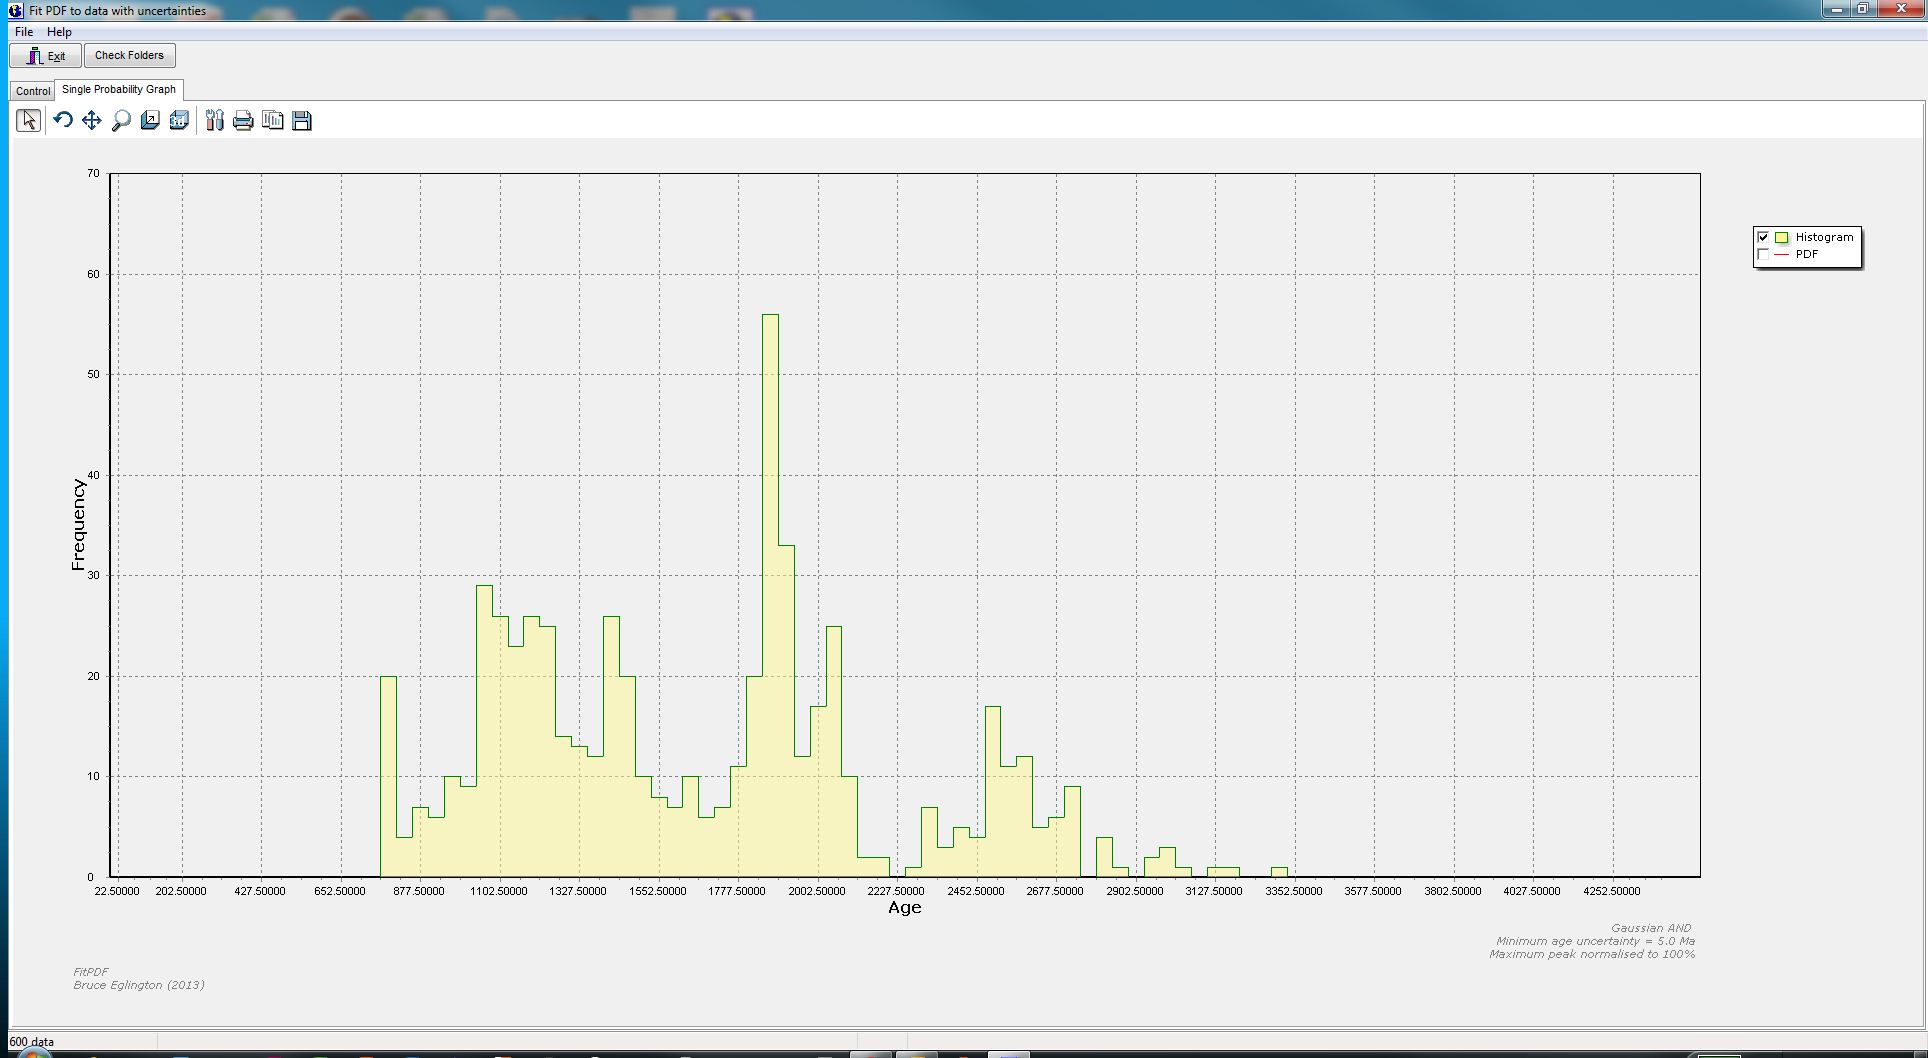 Fit PDF to data with uncertainties
File Help
Exit Check Folders
Control Single Probability Graph
70
60
50
40
30
20
10
0
Frequency
22.50000 202.50000 427.50000 652.50000 877.50000 1102.50000 1327.50000 1552.50000 1777.50000 2002.50000 2227.50000 2452.50000 2677.50000 2902.50000 3127.50000 3352.50000 3577.50000 3802.50000 4027.50000 4252.50000
Age
Histogram
PDF
Gaussian AND
Minimum age uncertainty = 5.0 Ma
Maximum peak normalised to 100%
FitPDF
Bruce Eglington (2013)
600 data